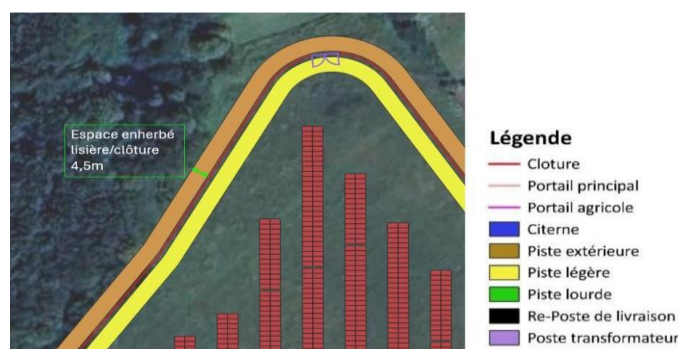 Espace enherbé
lisière/clôture
4,5m
Légende
Cloture
Portail principal
Portail agricole
Citerne
Piste extérieure
Piste légère
Piste lourde
Re-Poste de livraison
Poste transformateur